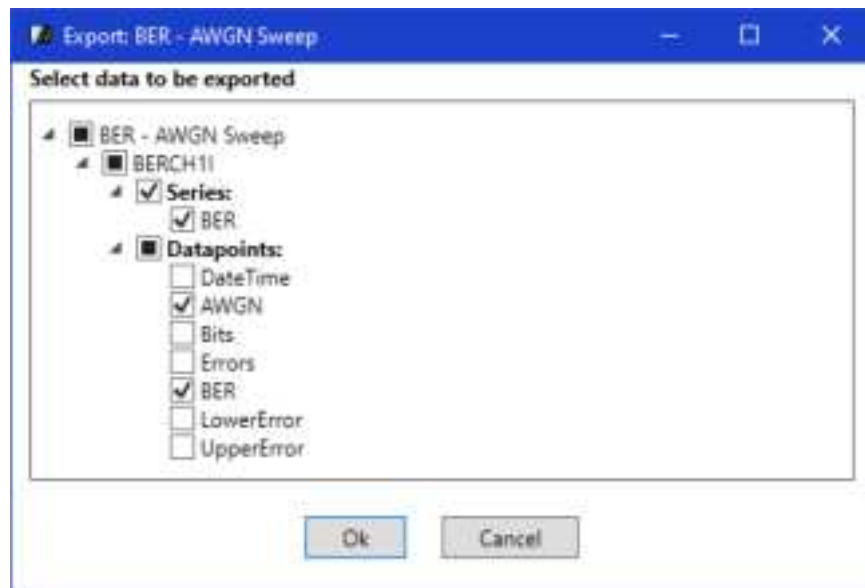 Export: BER - AWGN Sweep
Select data to be exported
BER - AWGN Sweep
BERCH1I
Series:
BER
Datapoints:
DateTime
AWGN
Bits
Errors
BER
LowerError
UpperError
Ok Cancel